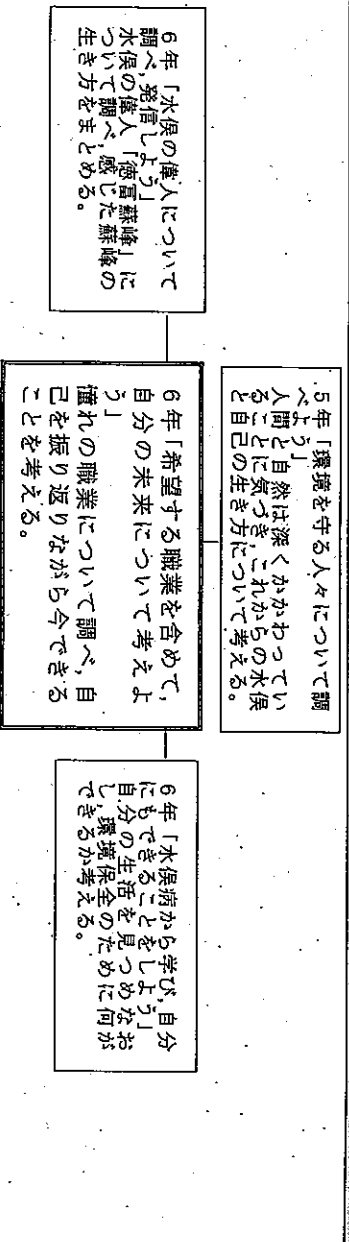 5年「環境を守る人々について調
べよう」
人間と自然は深くかかわってい
ることに気づき,これからの水俣
と自己の生き方について考える。
6年「水俣の偉人について
調べ,発信しよう」
水俣の偉人「徳富蘇峰」に
ついて調べ,感じた蘇峰の
生き方をまとめる。
6年「希望する職業を含めて,
自分の未来について考えよ
う」
憧れの職業について調べ,自
己を振り返りながら今できる
ことを考える。
6年「水俣病から学び,自分
にもできることをしよう」
自分の生活を見つめなお
し,環境保全のために何が
できるか考える。